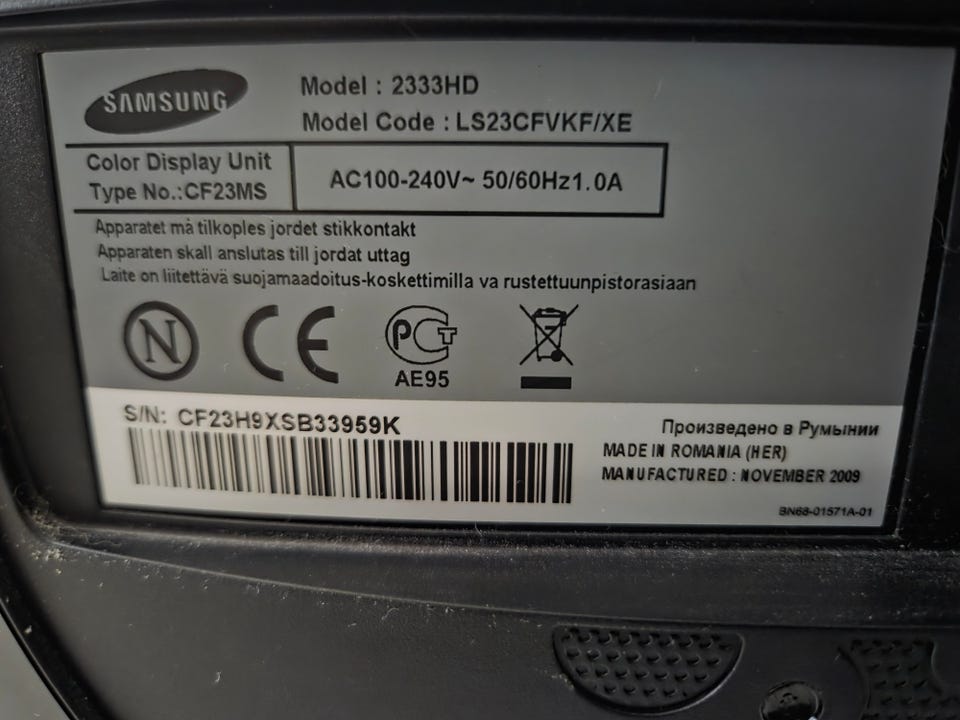 SAMSUNG
Model : 2333HD
Model Code : LS23CFVKF/XE
Color Display Unit
Type No.:CF23MS
AC100-240V~ 50/60Hz1.0A
Apparatet må tilkoples jordet stikkontakt
Apparaten skall anslutas till jordat uttag
Laite on liitettävä suojamaadoitus-koskettimilla va rustettuunpistorasiaan
N
CE
PCT
AE95
S/N: CF23H9XSB33959K
Произведено в Румынии
MADE IN ROMANIA (HER)
MANUFACTURED : NOVEMBER 2009
BN68-01571A-01